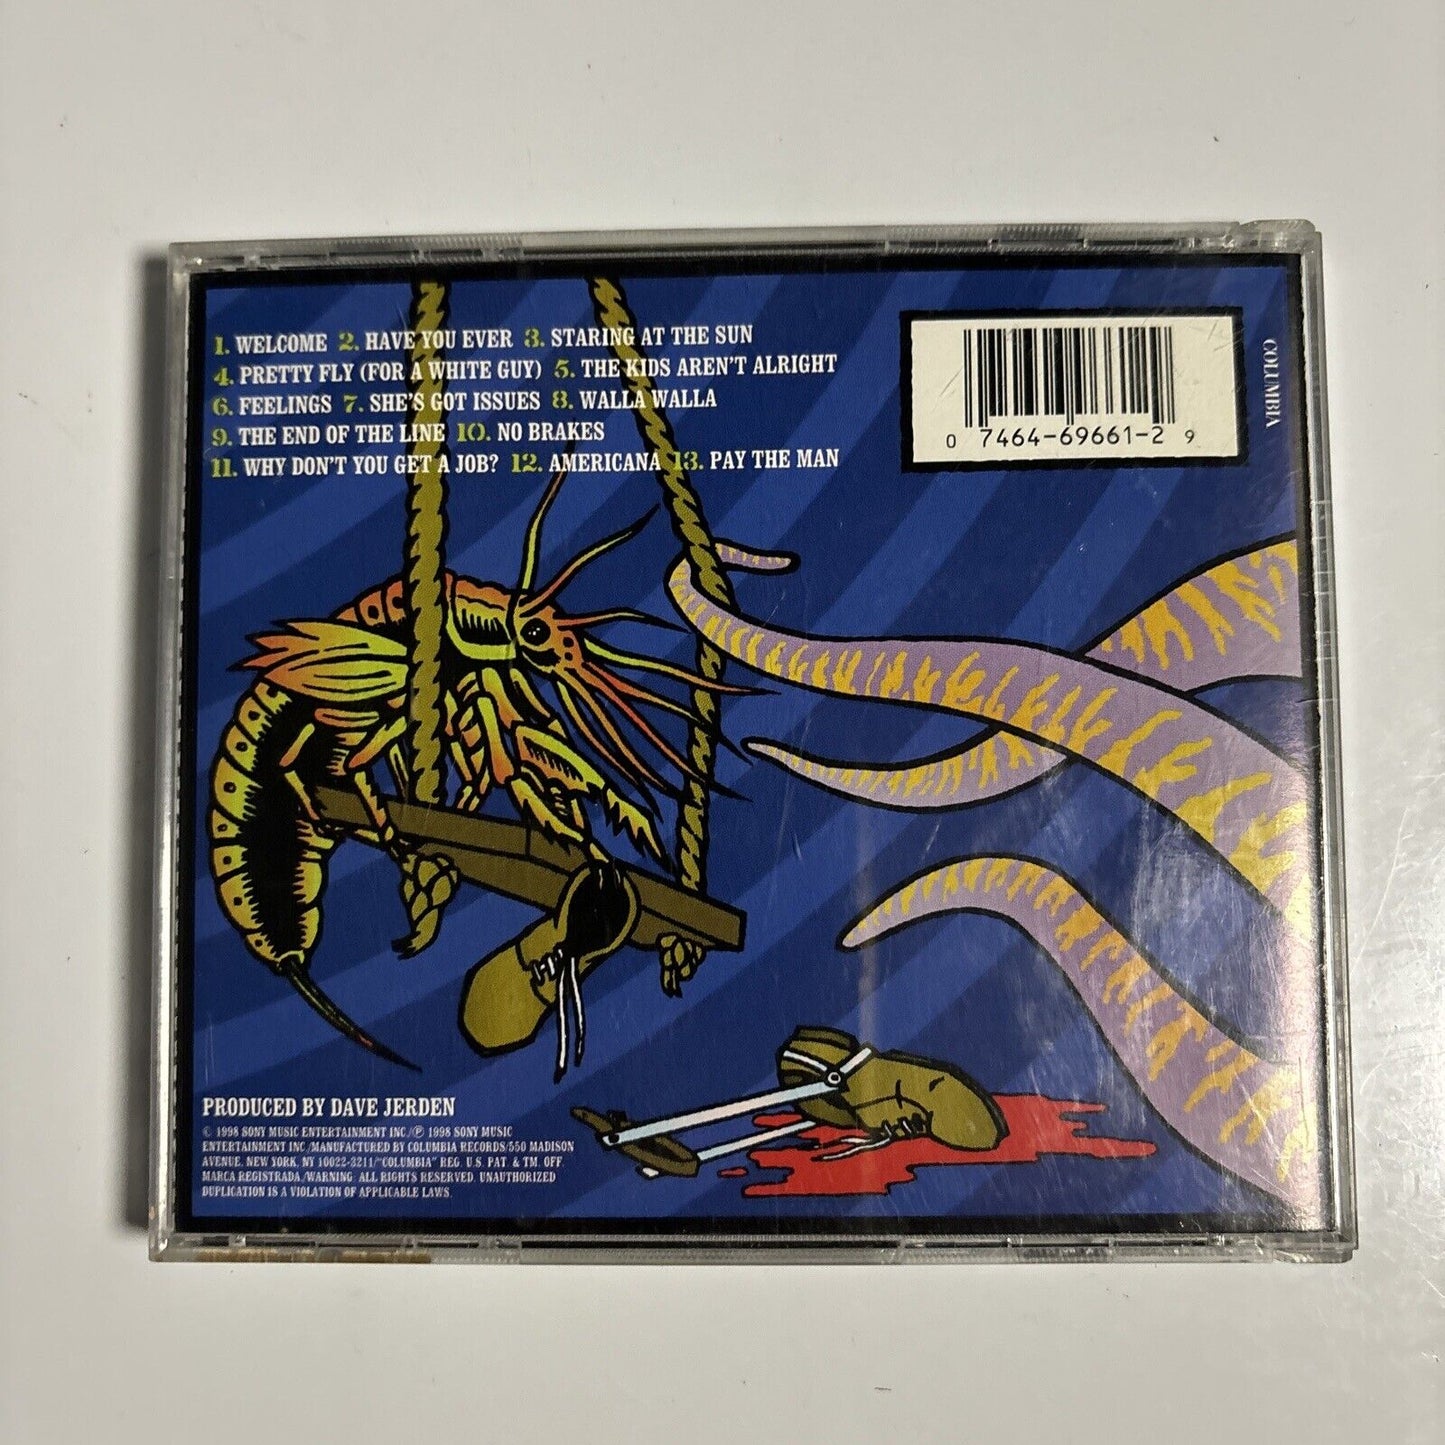 1. WELCOME 2. HAVE YOU EVER 3. STARING AT THE SUN
4. PRETTY FLY (FOR A WHITE GUY) 5. THE KIDS AREN'T ALRIGHT
6. FEELINGS 7. SHE'S GOT ISSUES 8. WALLA WALLA
9. THE END OF THE LINE 10. NO BRAKES
11. WHY DON'T YOU GET A JOB? 12. AMERICANA 13. PAY THE MAN
0 7464-69661-2 9
COLUMBIA
PRODUCED BY DAVE JERDEN
© 1998 SONY MUSIC ENTERTAINMENT INC./℗ 1998 SONY MUSIC
ENTERTAINMENT INC./MANUFACTURED BY COLUMBIA RECORDS/550 MADISON
AVENUE, NEW YORK, NY 10022-3211/"COLUMBIA" REG. U.S. PAT. & TM. OFF.
MARCA REGISTRADA./WARNING: ALL RIGHTS RESERVED. UNAUTHORIZED
DUPLICATION IS A VIOLATION OF APPLICABLE LAWS.